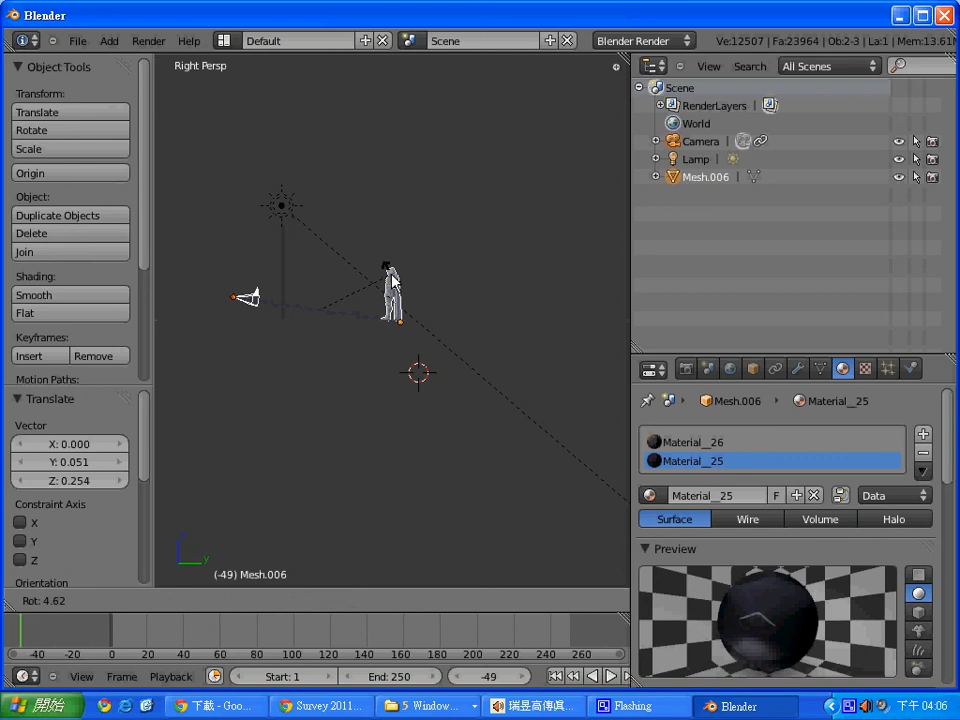 Blender
File Add Render Help Default Scene Blender Render Ve:12507 | Fa:23964 | Ob:2-3 | La:1 | Mem:13.61
Object Tools
Transform:
Translate
Rotate
Scale
Origin
Object:
Duplicate Objects
Delete
Join
Shading:
Smooth
Flat
Keyframes:
Insert Remove
Motion Paths:
Translate
Vector
X: 0.000
Y: 0.051
Z: 0.254
Constraint Axis
X
Y
Z
Orientation
Right Persp
z
y
(-49) Mesh.006
Rot: 4.62
View Search All Scenes
Scene
RenderLayers
World
Camera
Lamp
Mesh.006
Mesh.006 Material__25
Material__26
Material__25
Material__25 F Data
Surface Wire Volume Halo
Preview
-40 -20 0 20 40 60 80 100 120 140 160 180 200 220 240 260
View Frame Playback Start: 1 End: 250 -49
開始 下載 - Goo... Survey 2011... 5 Window... 瑞昱高傳真... Flashing Blender 下午 04:06